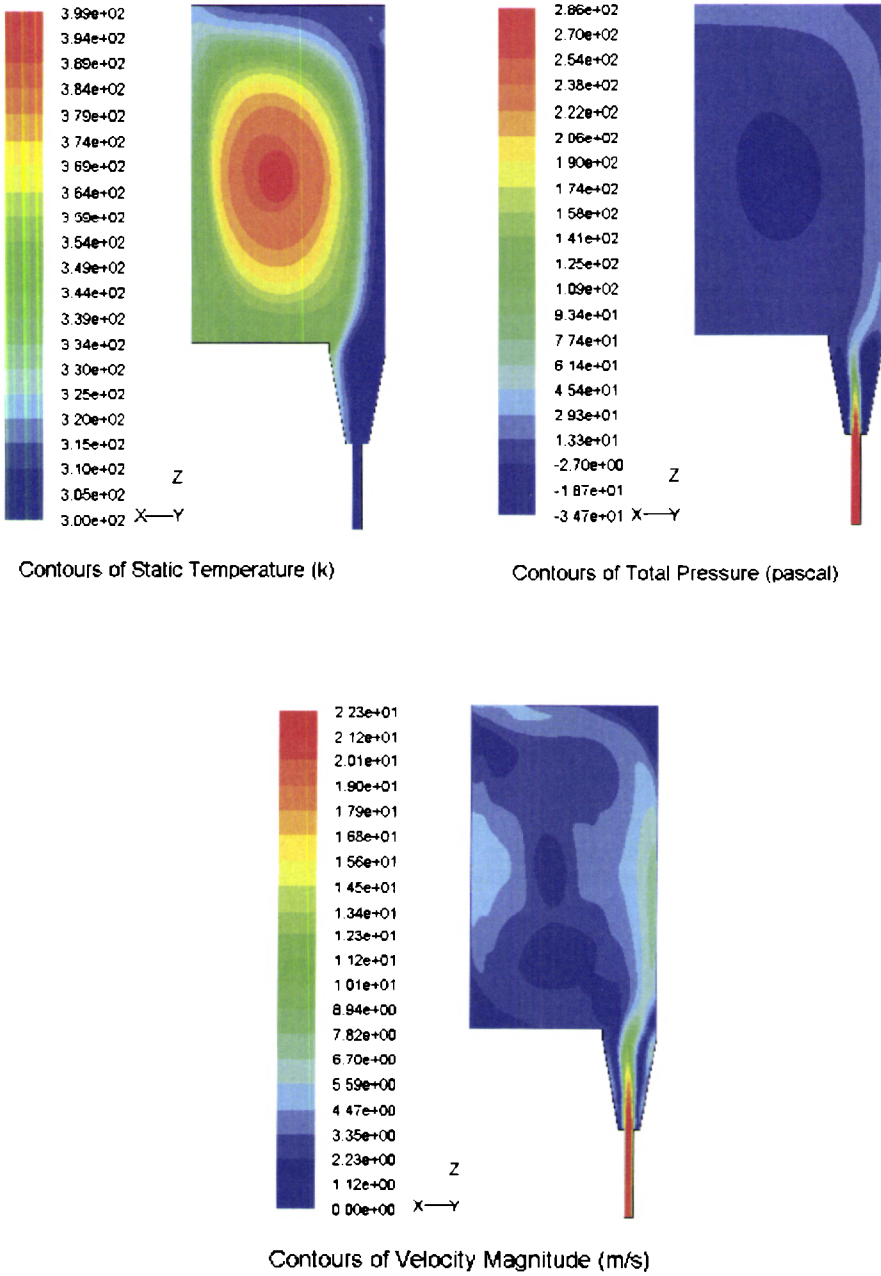 3.99e+02
3.94e+02
3.89e+02
3.84e+02
3.79e+02
3.74e+02
3.69e+02
3.64e+02
3.59e+02
3.54e+02
3.49e+02
3.44e+02
3.39e+02
3.34e+02
3.30e+02
3.25e+02
3.20e+02
3.15e+02
3.10e+02
3.05e+02
3.00e+02
Z
X Y
Contours of Static Temperature (k)
2.86e+02
2.70e+02
2.54e+02
2.38e+02
2.22e+02
2.06e+02
1.90e+02
1.74e+02
1.58e+02
1.41e+02
1.25e+02
1.09e+02
9.34e+01
7.74e+01
6.14e+01
4.54e+01
2.93e+01
1.33e+01
-2.70e+00
-1.87e+01
-3.47e+01
Z
X Y
Contours of Total Pressure (pascal)
2.23e+01
2.12e+01
2.01e+01
1.90e+01
1.79e+01
1.68e+01
1.56e+01
1.45e+01
1.34e+01
1.23e+01
1.12e+01
1.01e+01
8.94e+00
7.82e+00
6.70e+00
5.59e+00
4.47e+00
3.35e+00
2.23e+00
1.12e+00
0.00e+00
Z
X Y
Contours of Velocity Magnitude (m/s)